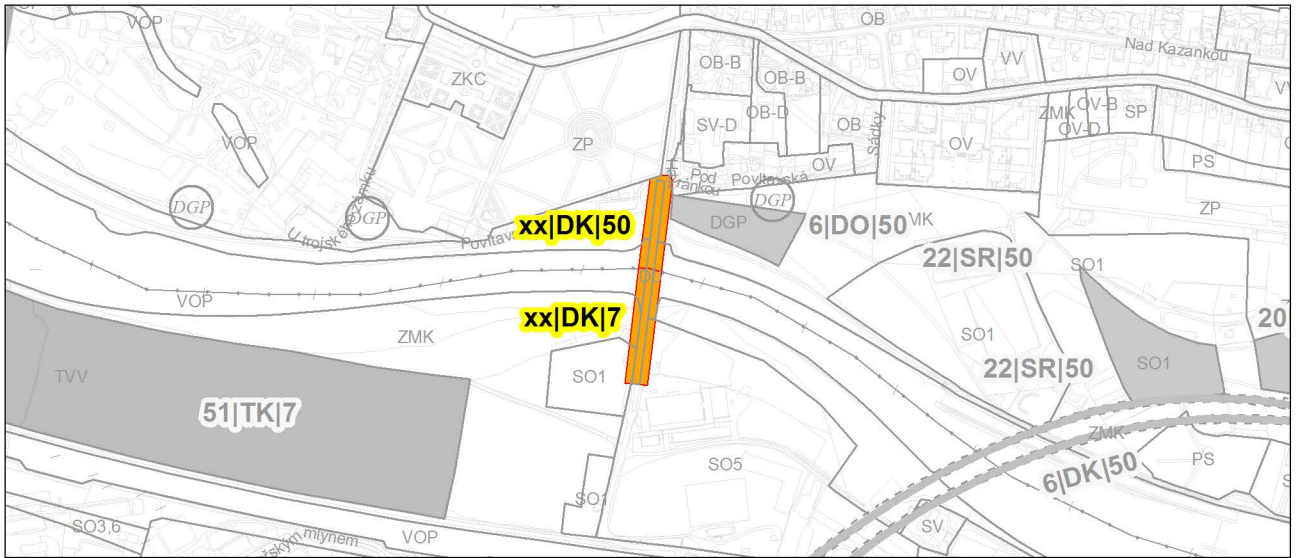 VOP
OB
Nad Kazankou
OB-B
OB-B
OV
VV
ZKC
ZMK
OV-B
SP
OV-D
SV-D
OB-D
OB
VOP
ZP
Sádky
OV
OV
PS
Pod
Povltavská
DGP
DGP
DGP
U trojského zámku
xx|DK|50
DGP
6|DO|50
ZP
22|SR|50
SO1
VOP
xx|DK|7
ZMK
SO1
20
SO1
TVV
SO1
22|SR|50
51|TK|7
ZMK
SO5
PS
6|DK|50
SO1
SO3,6
VOP
SV